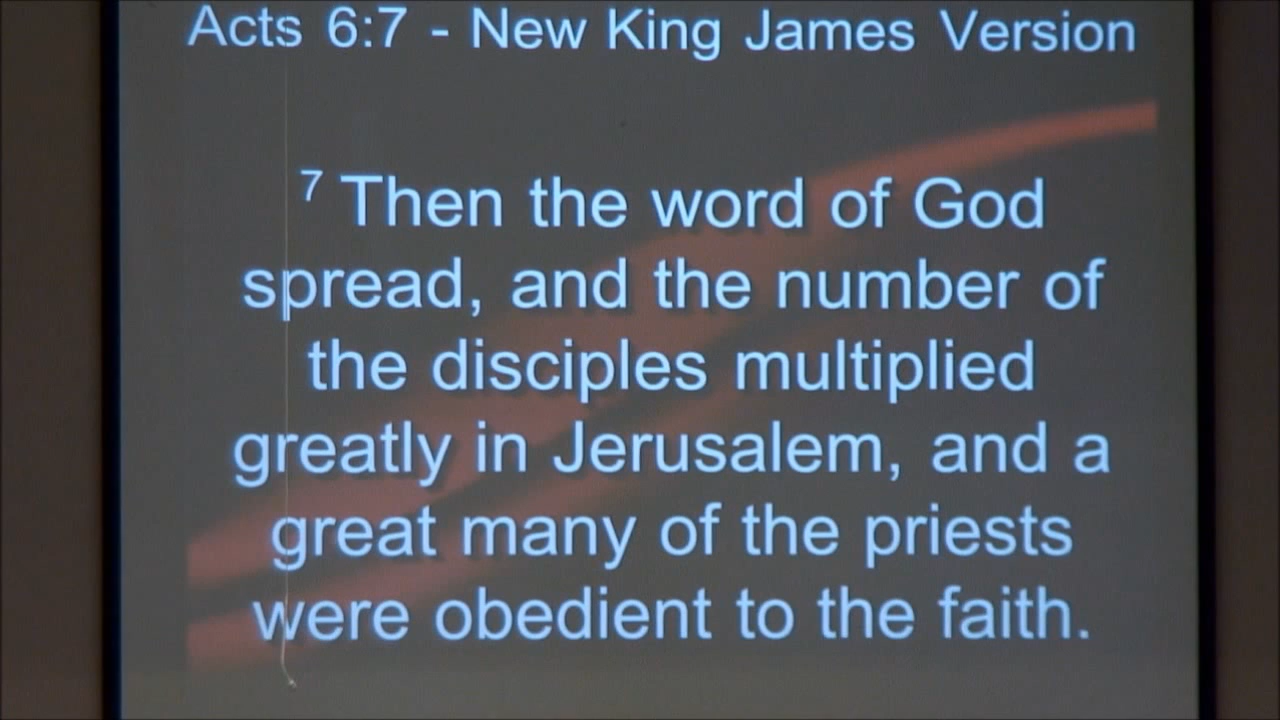 Acts 6:7 - New King James Version
7 Then the word of God
spread, and the number of
the disciples multiplied
greatly in Jerusalem, and a
great many of the priests
were obedient to the faith.